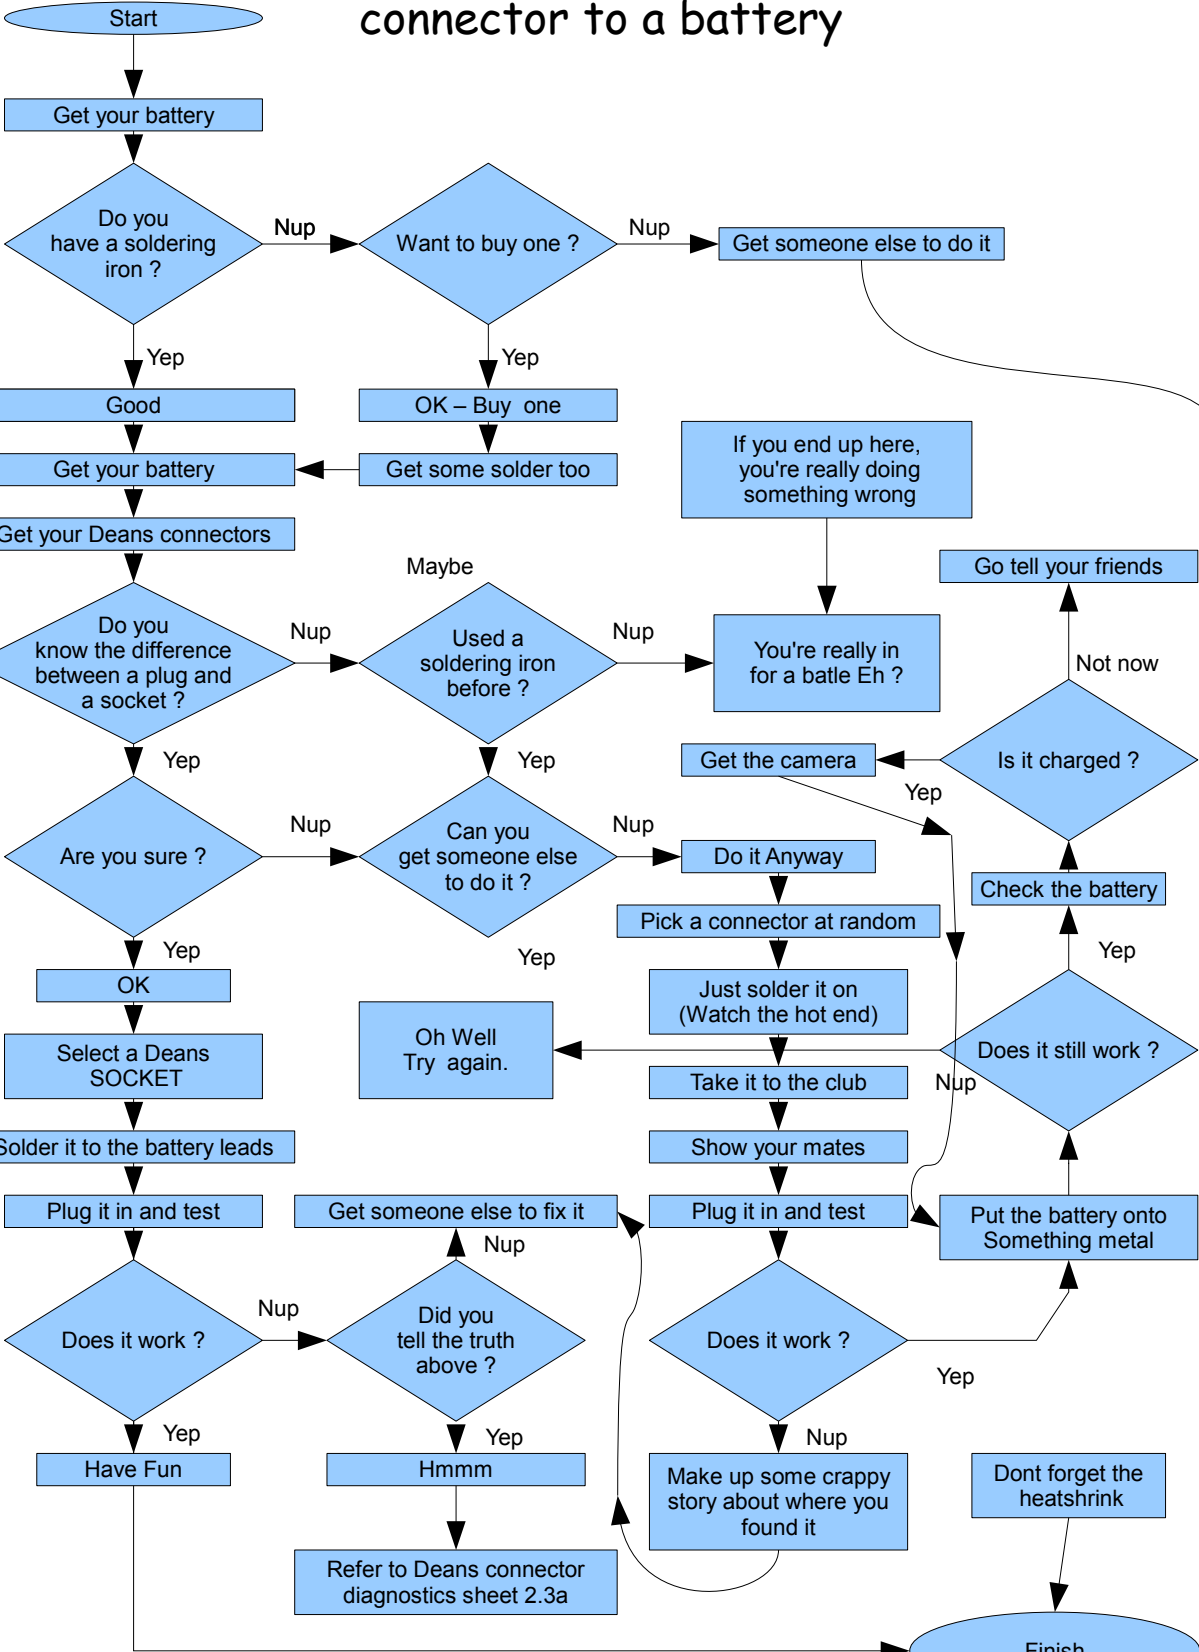 connector to a battery
Start
Get your battery
Do you
have a soldering
iron ?
Nup
Want to buy one ?
Nup
Get someone else to do it
Yep
Yep
Good
OK – Buy one
Get your battery
Get some solder too
If you end up here,
you're really doing
something wrong
Get your Deans connectors
Maybe
Go tell your friends
Do you
know the difference
between a plug and
a socket ?
Nup
Used a
soldering iron
before ?
Nup
You're really in
for a batle Eh ?
Not now
Yep
Yep
Get the camera
Is it charged ?
Yep
Are you sure ?
Nup
Can you
get someone else
to do it ?
Nup
Do it Anyway
Check the battery
Pick a connector at random
Yep
Yep
Yep
OK
Just solder it on
(Watch the hot end)
Oh Well
Try again.
Does it still work ?
Nup
Select a Deans
SOCKET
Take it to the club
Solder it to the battery leads
Show your mates
Plug it in and test
Get someone else to fix it
Plug it in and test
Put the battery onto
Something metal
Nup
Does it work ?
Nup
Did you
tell the truth
above ?
Does it work ?
Yep
Yep
Yep
Nup
Have Fun
Hmmm
Make up some crappy
story about where you
found it
Dont forget the
heatshrink
Refer to Deans connector
diagnostics sheet 2.3a
Finish